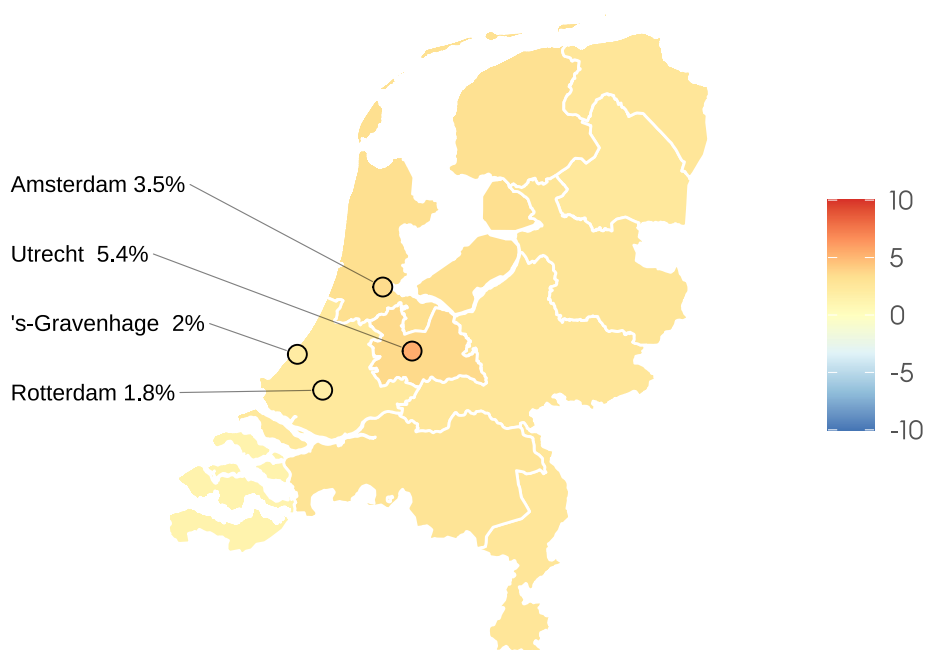 Amsterdam 3.5%
Utrecht 5.4%
's-Gravenhage 2%
Rotterdam 1.8%
10
5
0
-5
-10